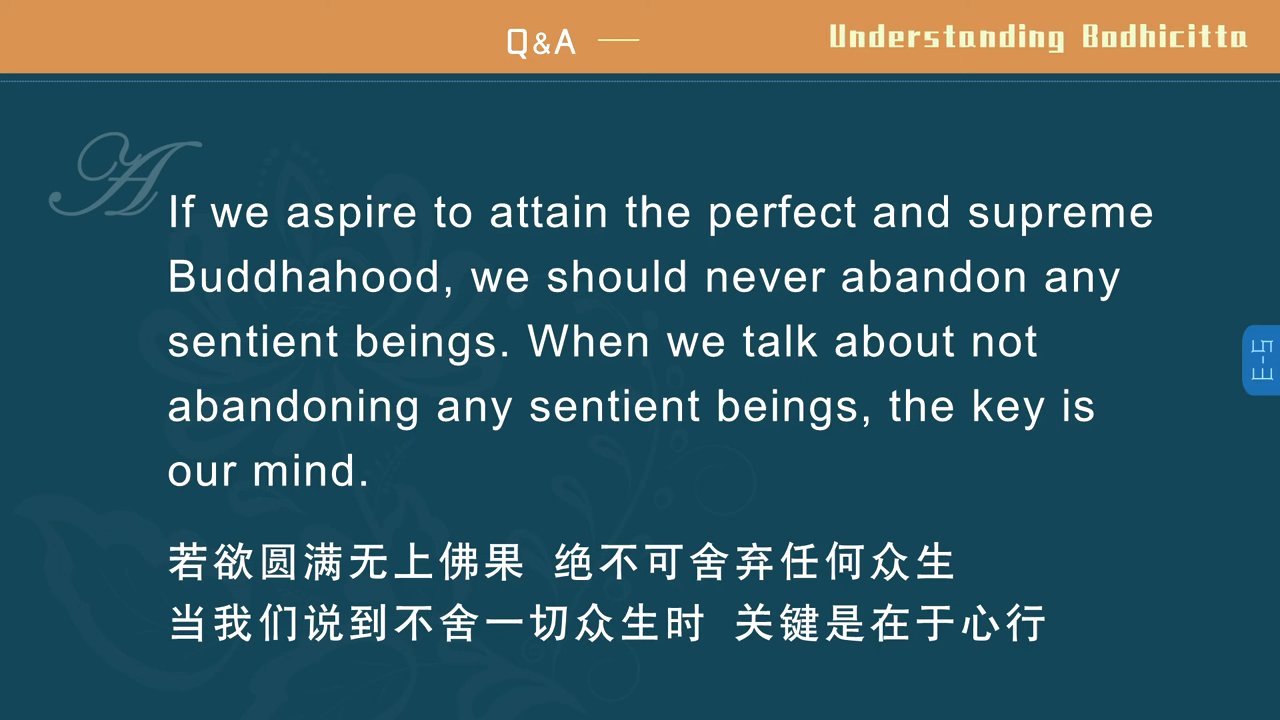 Q&A
Understanding Bodhicitta
A
If we aspire to attain the perfect and supreme
Buddhahood, we should never abandon any
sentient beings. When we talk about not
abandoning any sentient beings, the key is
our mind.
若欲圆满无上佛果 绝不可舍弃任何众生
当我们说到不舍一切众生时 关键是在于心行
E-5